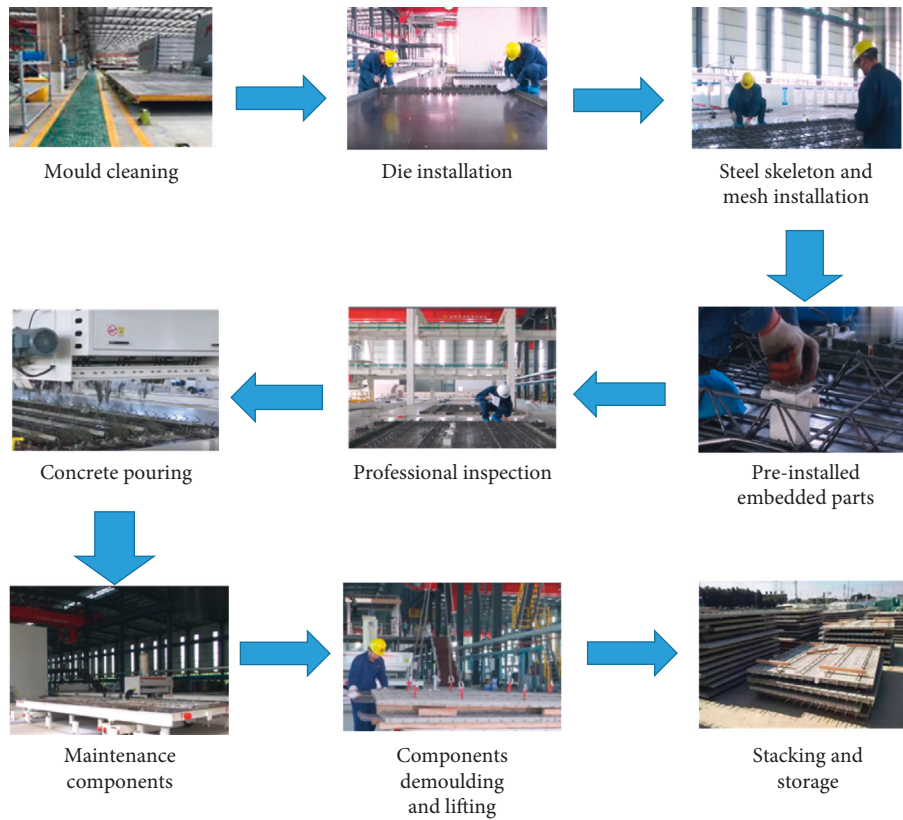 Mould cleaning
Die installation
Steel skeleton and
mesh installation
Pre-installed
embedded parts
Professional inspection
Concrete pouring
Maintenance
components
Components
demoulding
and lifting
Stacking and
storage